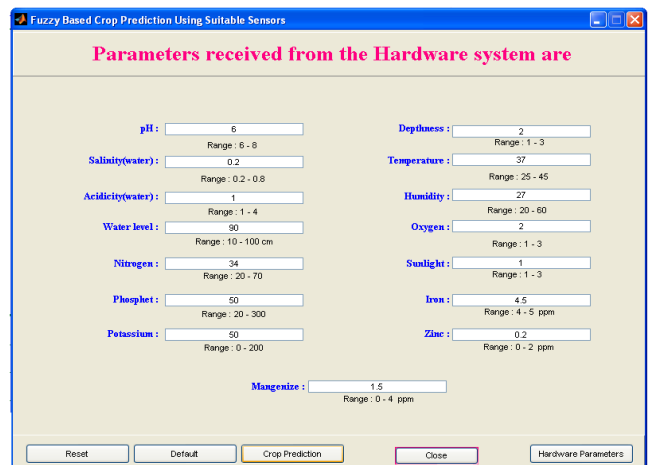 Fuzzy Based Crop Prediction Using Suitable Sensors
Parameters received from the Hardware system are
pH : 6
Range : 6 - 8
Salinity(water) : 0.2
Range : 0.2 - 0.8
Acidicity(water) : 1
Range : 1 - 4
Water level : 90
Range : 10 - 100 cm
Nitrogen : 34
Range : 20 - 70
Phosphet : 50
Range : 20 - 300
Potassium : 50
Range : 0 - 200
Depthness : 2
Range : 1 - 3
Temperature : 37
Range : 25 - 45
Humidity : 27
Range : 20 - 60
Oxygen : 2
Range : 1 - 3
Sunlight : 1
Range : 1 - 3
Iron : 4.5
Range : 4 - 5 ppm
Zinc : 0.2
Range : 0 - 2 ppm
Mangenize : 1.5
Range : 0 - 4 ppm
Reset Default Crop Prediction Close Hardware Parameters